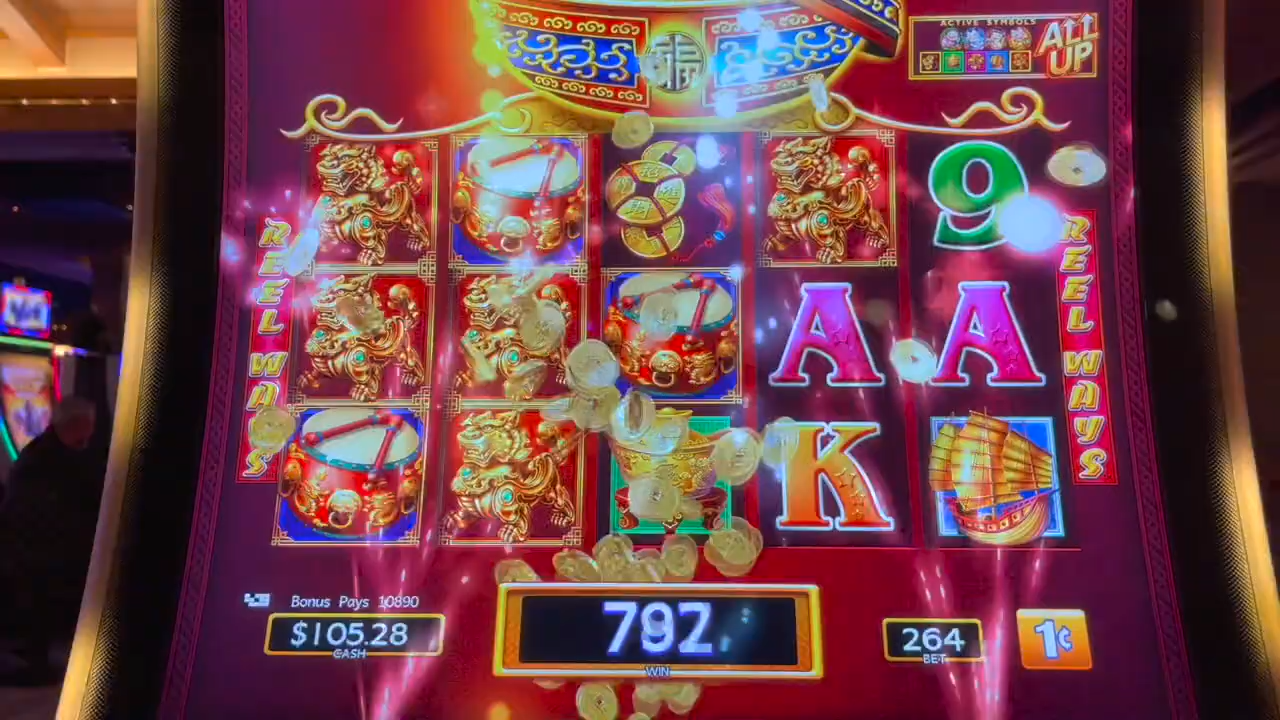 ACTIVE SYMBOLS
ALL UP
9
REEL WAYS
REEL WAYS
A
A
K
Bonus Pays 10890
$105.28
CASH
792
WIN
264
BET
1¢